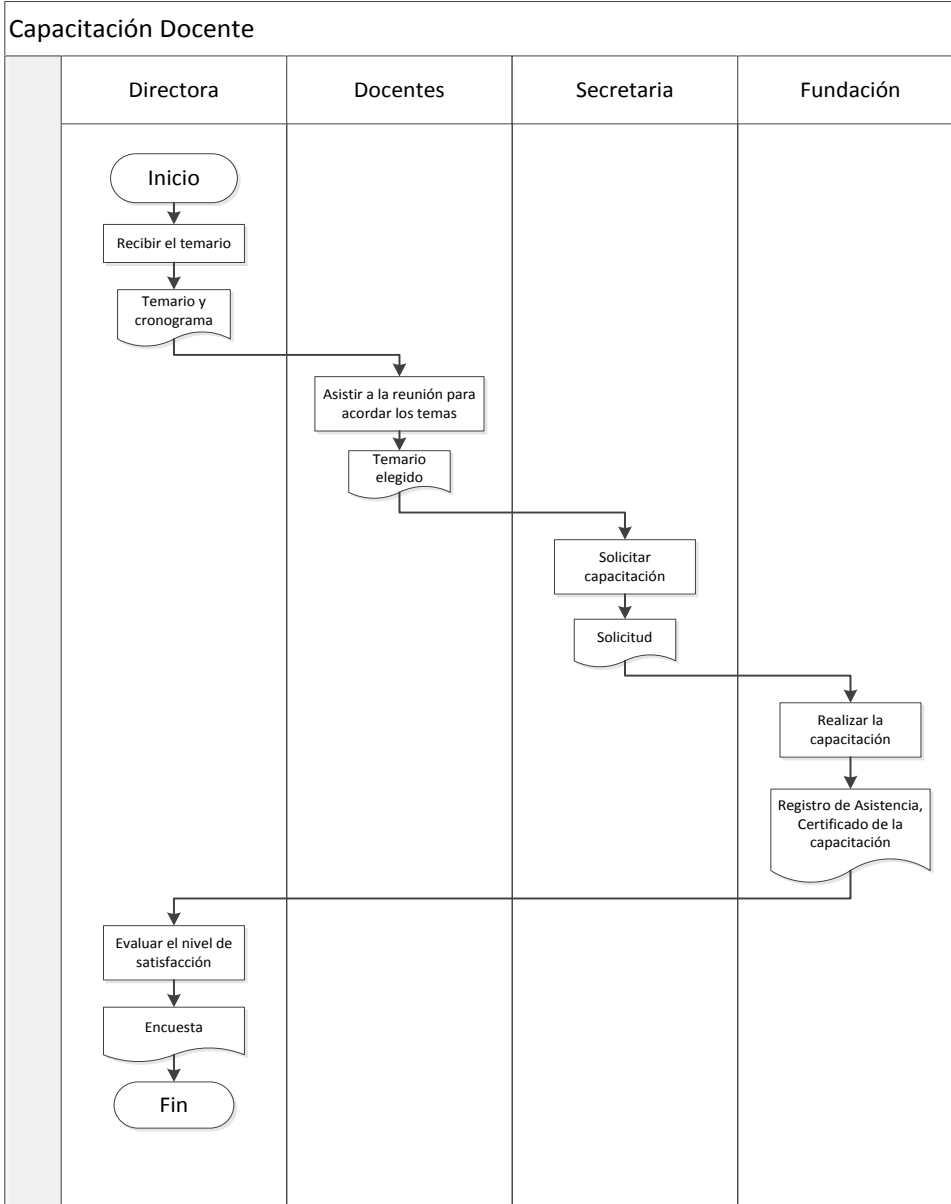 Capacitación Docente
Directora
Docentes
Secretaria
Fundación
Inicio
Recibir el temario
Temario y
cronograma
Asistir a la reunión para
acordar los temas
Temario
elegido
Solicitar
capacitación
Solicitud
Realizar la
capacitación
Registro de Asistencia,
Certificado de la
capacitación
Evaluar el nivel de
satisfacción
Encuesta
Fin